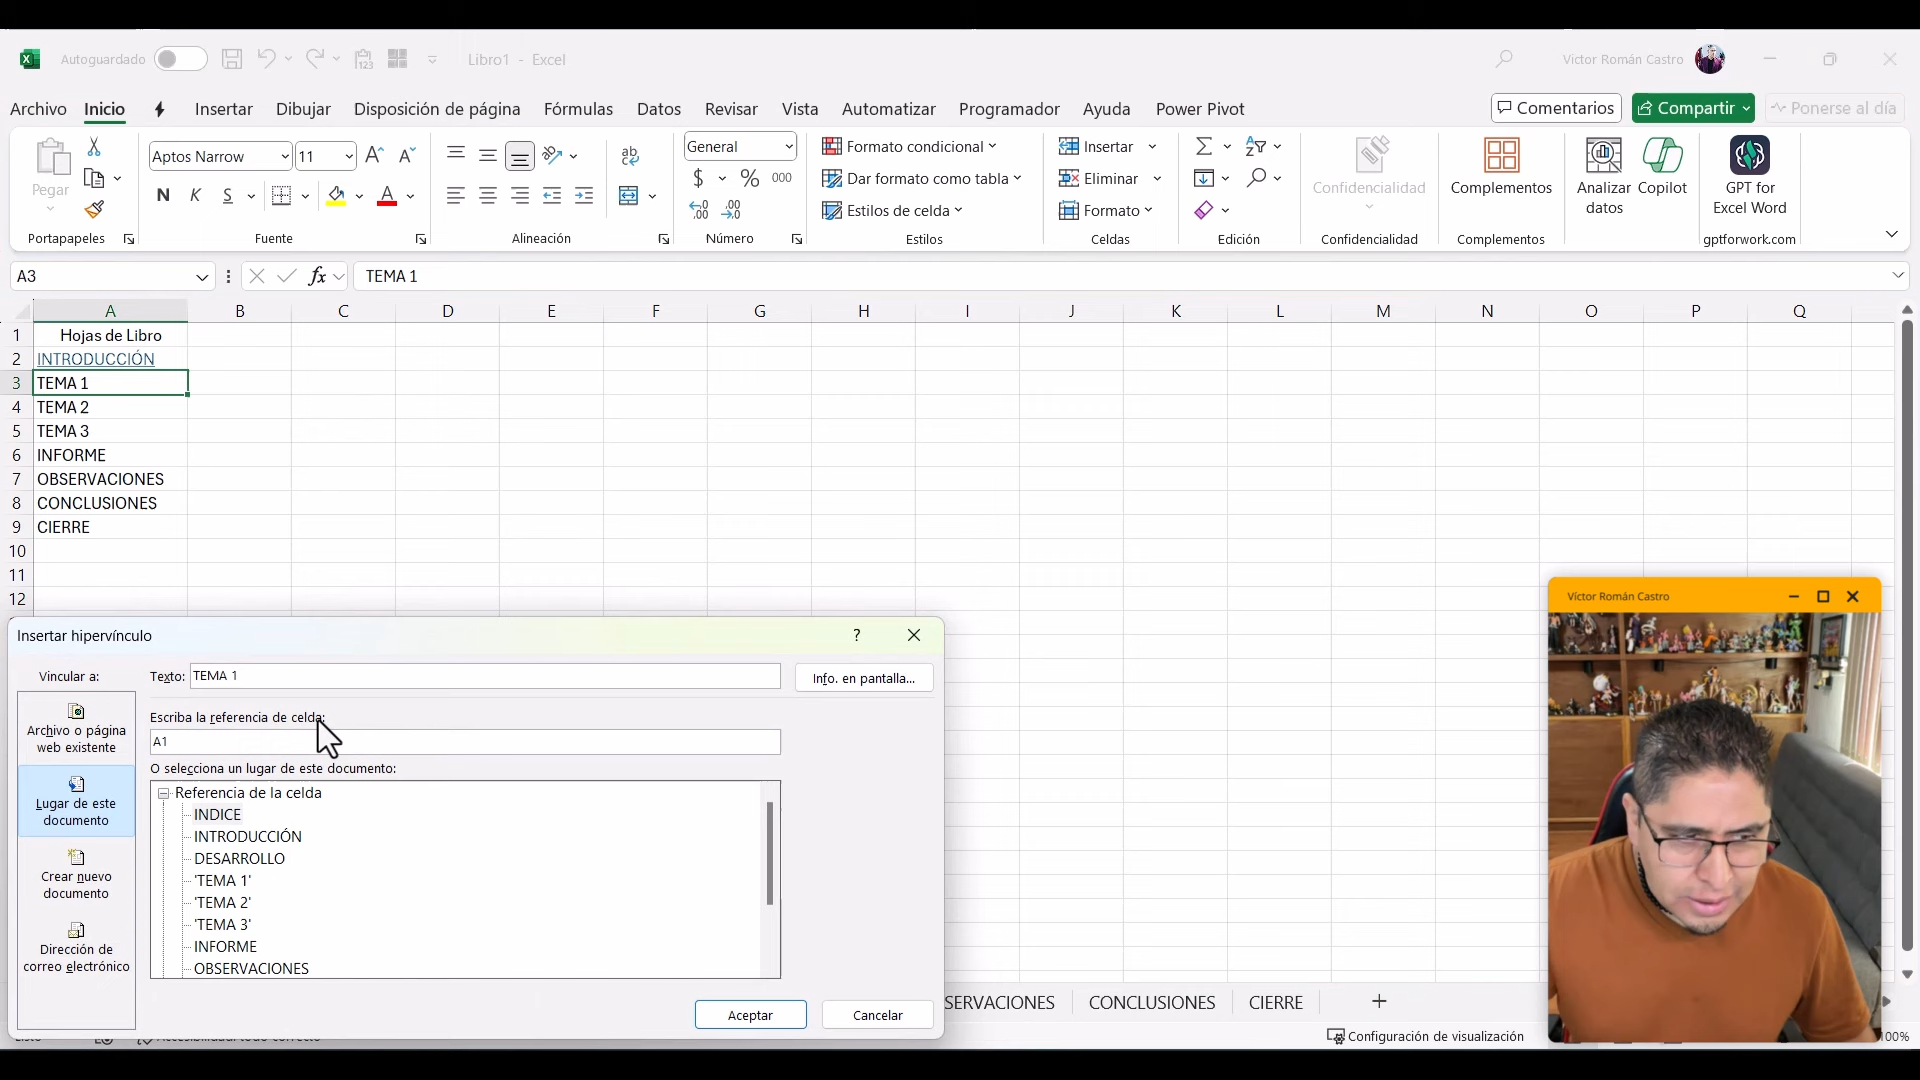 Autoguardado
Libro1 - Excel
Víctor Román Castro
Archivo Inicio Insertar Dibujar Disposición de página Fórmulas Datos Revisar Vista Automatizar Programador Ayuda Power Pivot
Comentarios Compartir Ponerse al día
Pegar
Aptos Narrow 11
N K S
General
$ % 000
Formato condicional
Dar formato como tabla
Estilos de celda
Insertar
Eliminar
Formato
Confidencialidad
Complementos
Analizar datos
Copilot
GPT for Excel Word
Portapapeles Fuente Alineación Número Estilos Celdas Edición Confidencialidad Complementos gptforwork.com
A3 fx TEMA 1
A B C D E F G H I J K L M N O P Q
1 Hojas de Libro
2 INTRODUCCIÓN
3 TEMA 1
4 TEMA 2
5 TEMA 3
6 INFORME
7 OBSERVACIONES
8 CONCLUSIONES
9 CIERRE
10
11
12
Insertar hipervínculo ?
Vincular a:
Texto: TEMA 1
Info. en pantalla...
Archivo o página web existente
Lugar de este documento
Crear nuevo documento
Dirección de correo electrónico
Escriba la referencia de celda:
A1
O selecciona un lugar de este documento:
Referencia de la celda
INDICE
INTRODUCCIÓN
DESARROLLO
'TEMA 1'
'TEMA 2'
'TEMA 3'
INFORME
OBSERVACIONES
Aceptar Cancelar
SERVACIONES CONCLUSIONES CIERRE
Configuración de visualización
100%
Víctor Román Castro